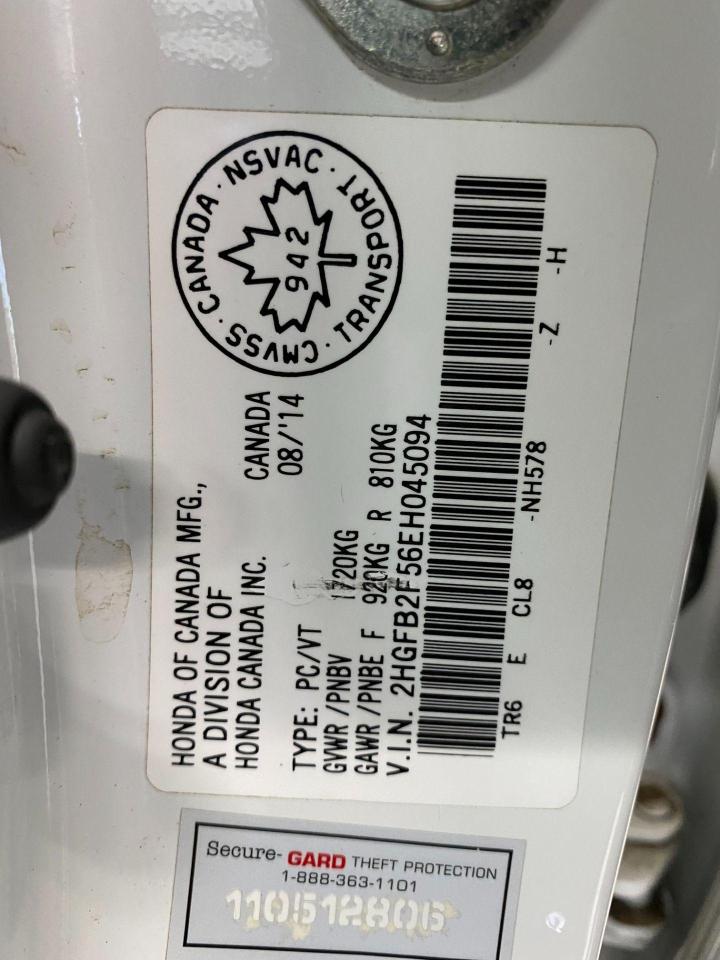 HONDA OF CANADA MFG.,
A DIVISION OF
HONDA CANADA INC.
CANADA
08/'14
CMVSS · CANADA · NSVAC · TRANSPORT ·
942
TYPE: PC/VT
GVWR/PNBV 1720KG
GAWR/PNBE F 920KG R 810KG
V.I.N. 2HGFB2F56EH045094
TR6 E CL8 -NH578 -Z -H
Secure-GARD THEFT PROTECTION
1-888-363-1101
110512806